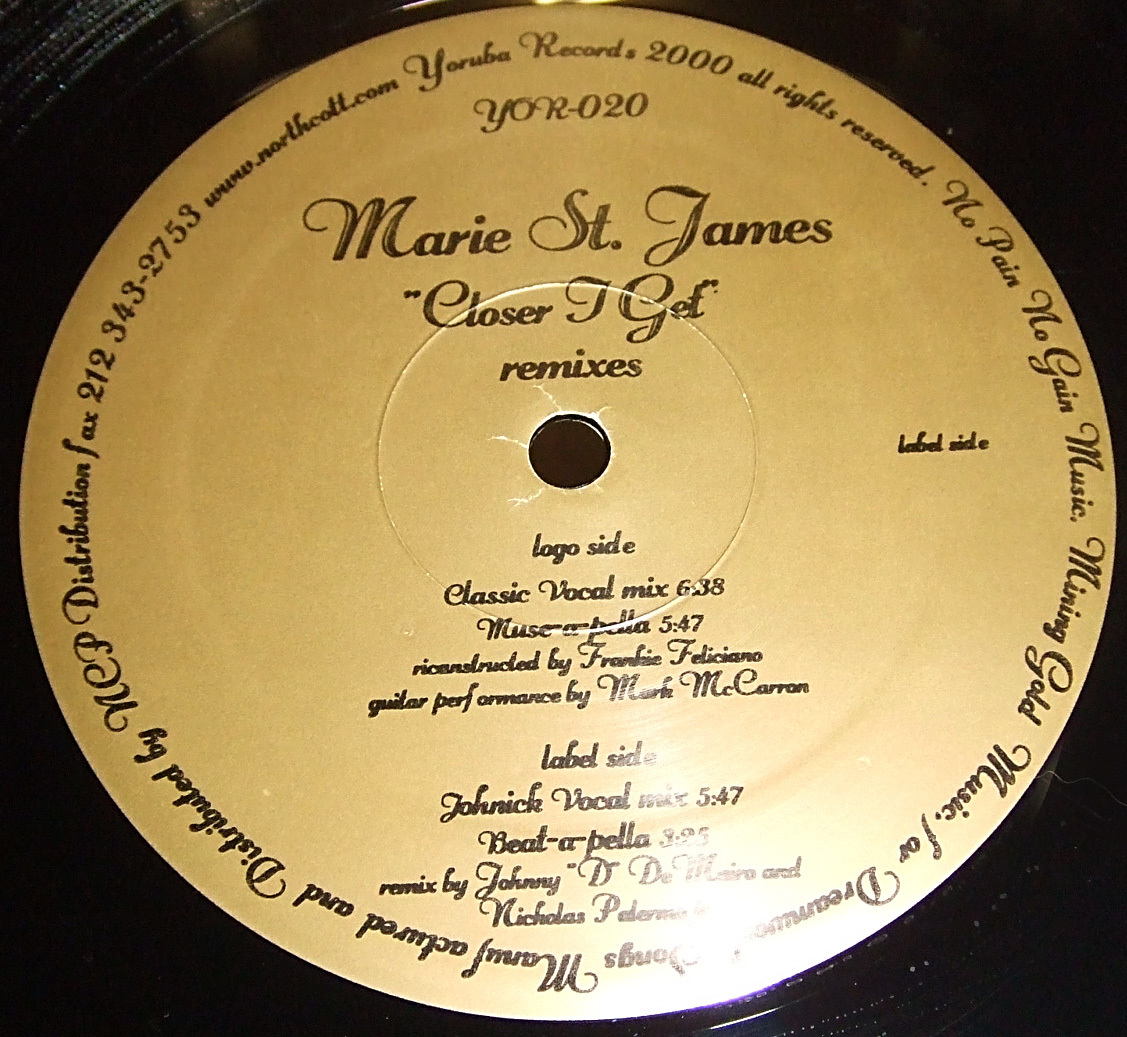 www.northcott.com Yoruba Records 2000 all rights reserved. No Pain No Gain Music. Mining Gold Music. for Songs Manufactured and Distributed by NCP Distribution fax 212 343-2753
YOR-020
Marie St. James
"Closer I Get"
remixes
label side
logo side
Classic Vocal mix 6:38
Muse-a-pella 5:47
riconstructed by Frankie Feliciano
guitar performance by Mark McCarron
label side
Johnick Vocal mix 5:47
Beat-a-pella
remix by Johnny "D" De Mairo and
Nicholas